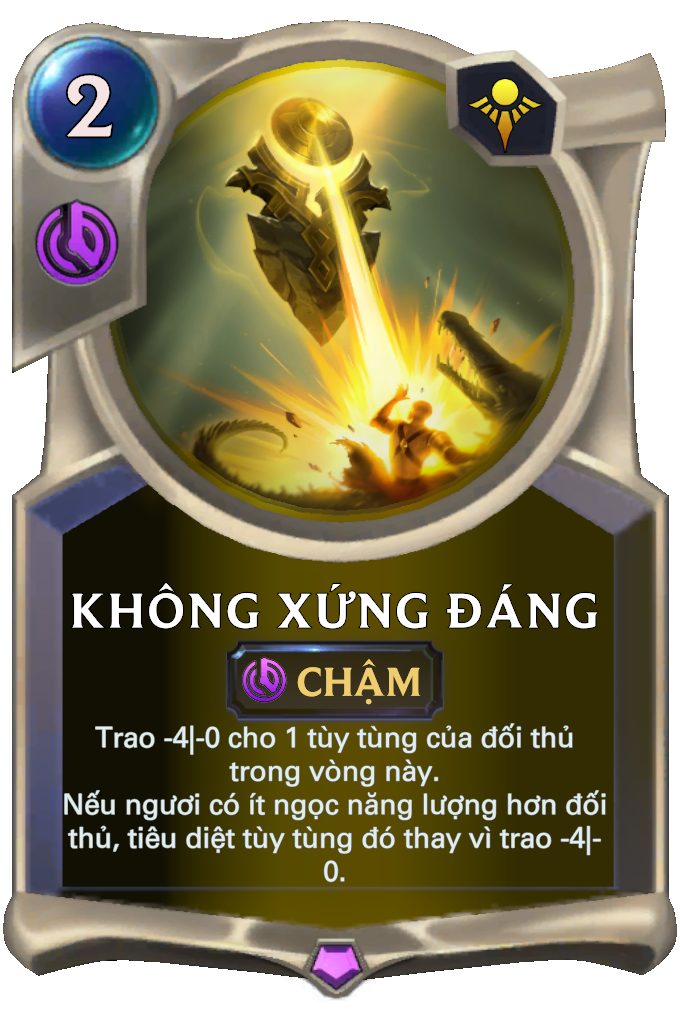 2
KHÔNG XỨNG ĐÁNG
CHẬM
Trao -4|-0 cho 1 tùy tùng của đối thủ
trong vòng này.
Nếu ngươi có ít ngọc năng lượng hơn đối
thủ, tiêu diệt tùy tùng đó thay vì trao -4|-
0.